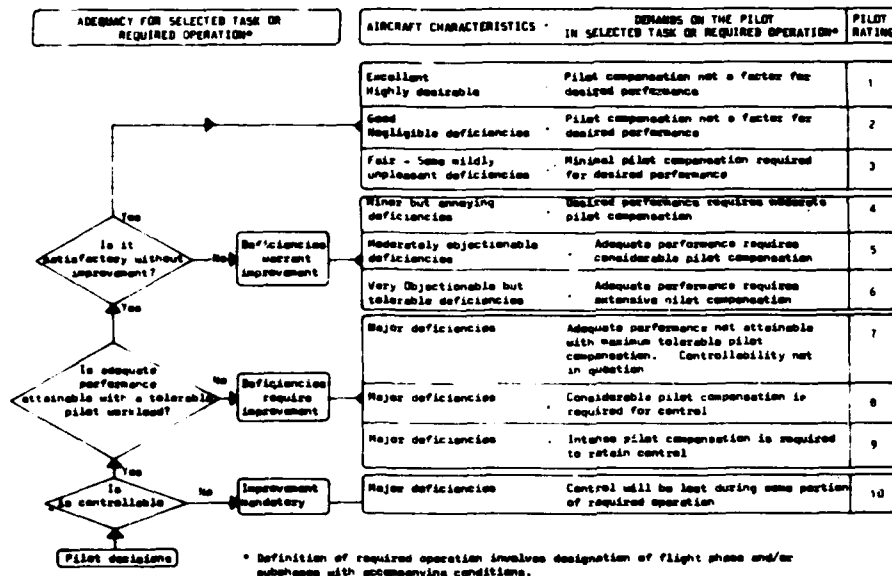 ADEQUACY FOR SELECTED TASK OR
REQUIRED OPERATION*
AIRCRAFT CHARACTERISTICS
DEMANDS ON THE PILOT
IN SELECTED TASK OR REQUIRED OPERATION*
PILOT
RATING
Excellent
Highly desirable
Pilot compensation not a factor for
desired performance
1
Good
Negligible deficiencies
Pilot compensation not a factor for
desired performance
2
Fair - Some mildly
unpleasant deficiencies
Minimal pilot compensation required
for desired performance
3
Yes
Is it
satisfactory without
improvement?
No
Deficiencies
warrant
improvement
Minor but annoying
deficiencies
Desired performance requires moderate
pilot compensation
4
Moderately objectionable
deficiencies
Adequate performance requires
considerable pilot compensation
5
Very Objectionable but
tolerable deficiencies
Adequate performance requires
extensive pilot compensation
6
Yes
Is adequate
performance
attainable with a tolerable
pilot workload?
No
Deficiencies
require
improvement
Major deficiencies
Adequate performance not attainable
with maximum tolerable pilot
compensation. Controllability not
in question
7
Major deficiencies
Considerable pilot compensation is
required for control
8
Major deficiencies
Intense pilot compensation is required
to retain control
9
Yes
Is
controllable
No
Improvement
mandatory
Major deficiencies
Control will be lost during some portion
of required operation
10
Pilot decisions
* Definition of required operation involves designation of flight phase and/or
subphases with accompanying conditions.